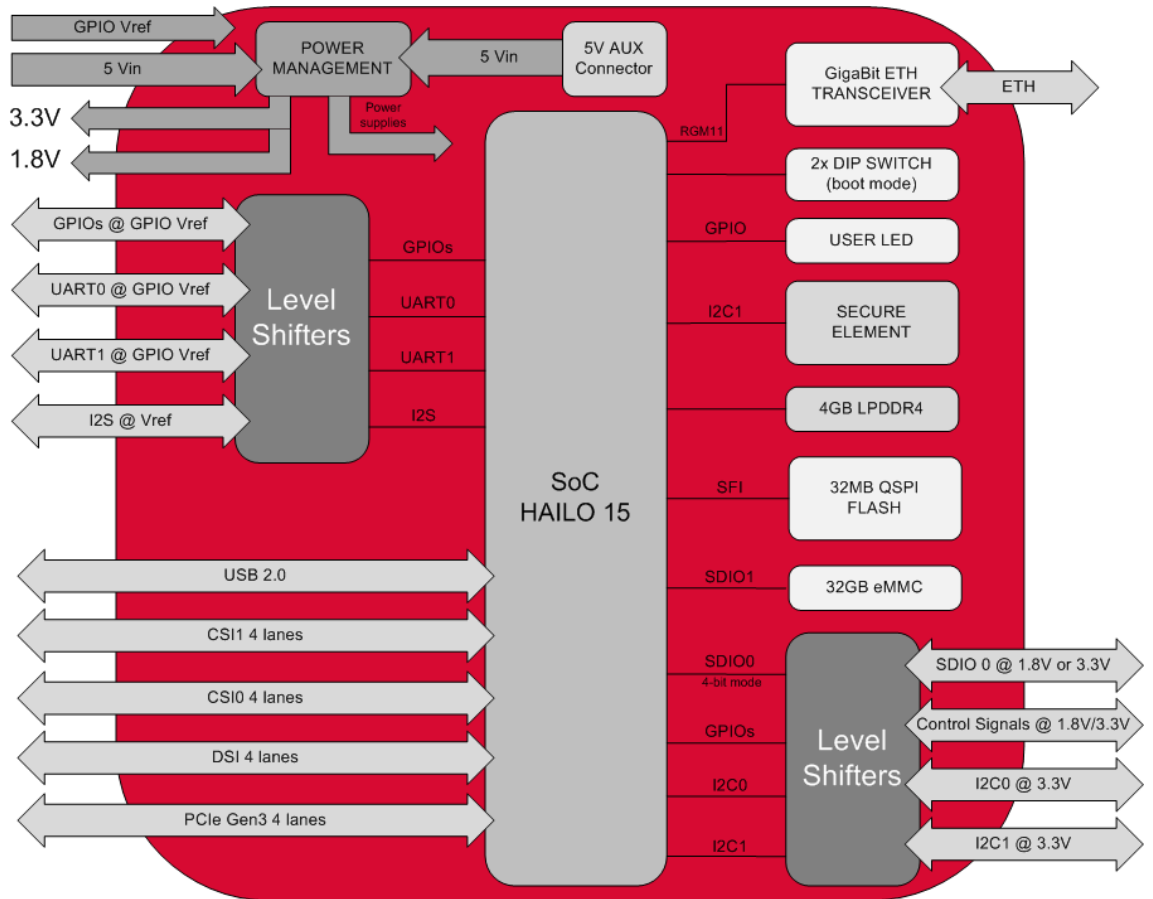 GPIO Vref
5 Vin
3.3V
1.8V
POWER
MANAGEMENT
5 Vin
5V AUX
Connector
Power
supplies
GigaBit ETH
TRANSCEIVER
ETH
RGM11
2x DIP SWITCH
(boot mode)
GPIO
USER LED
I2C1
SECURE
ELEMENT
4GB LPDDR4
SFI
32MB QSPI
FLASH
SDIO1
32GB eMMC
GPIOs @ GPIO Vref
UART0 @ GPIO Vref
UART1 @ GPIO Vref
I2S @ Vref
Level
Shifters
GPIOs
UART0
UART1
I2S
SoC
HAILO 15
USB 2.0
CSI1 4 lanes
CSI0 4 lanes
DSI 4 lanes
PCIe Gen3 4 lanes
SDIO0
4-bit mode
GPIOs
I2C0
I2C1
Level
Shifters
SDIO 0 @ 1.8V or 3.3V
Control Signals @ 1.8V/3.3V
I2C0 @ 3.3V
I2C1 @ 3.3V